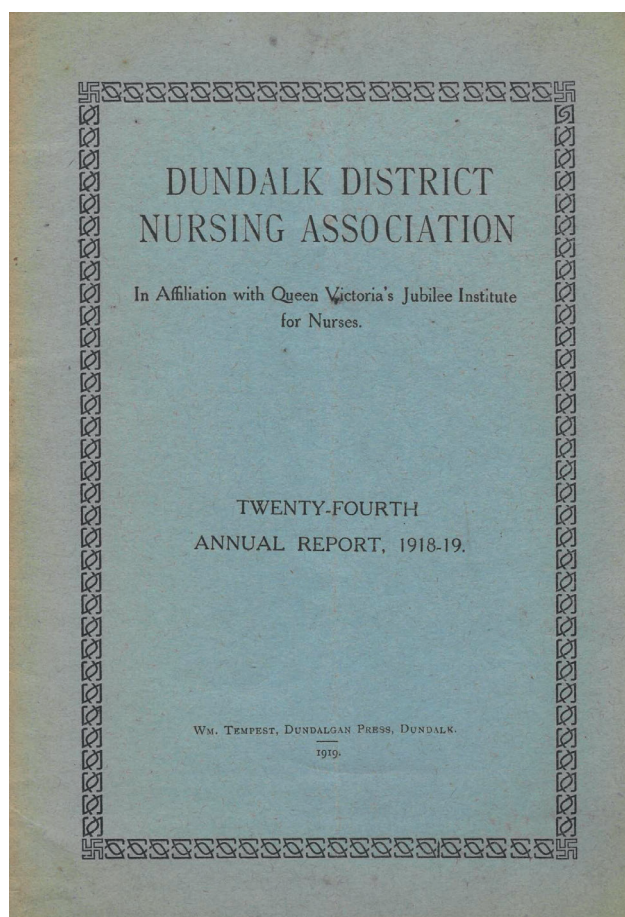 DUNDALK DISTRICT
NURSING ASSOCIATION
In Affiliation with Queen Victoria's Jubilee Institute
for Nurses.
TWENTY-FOURTH
ANNUAL REPORT, 1918-19.
Wm. Tempest, Dundalgan Press, Dundalk.
1919.